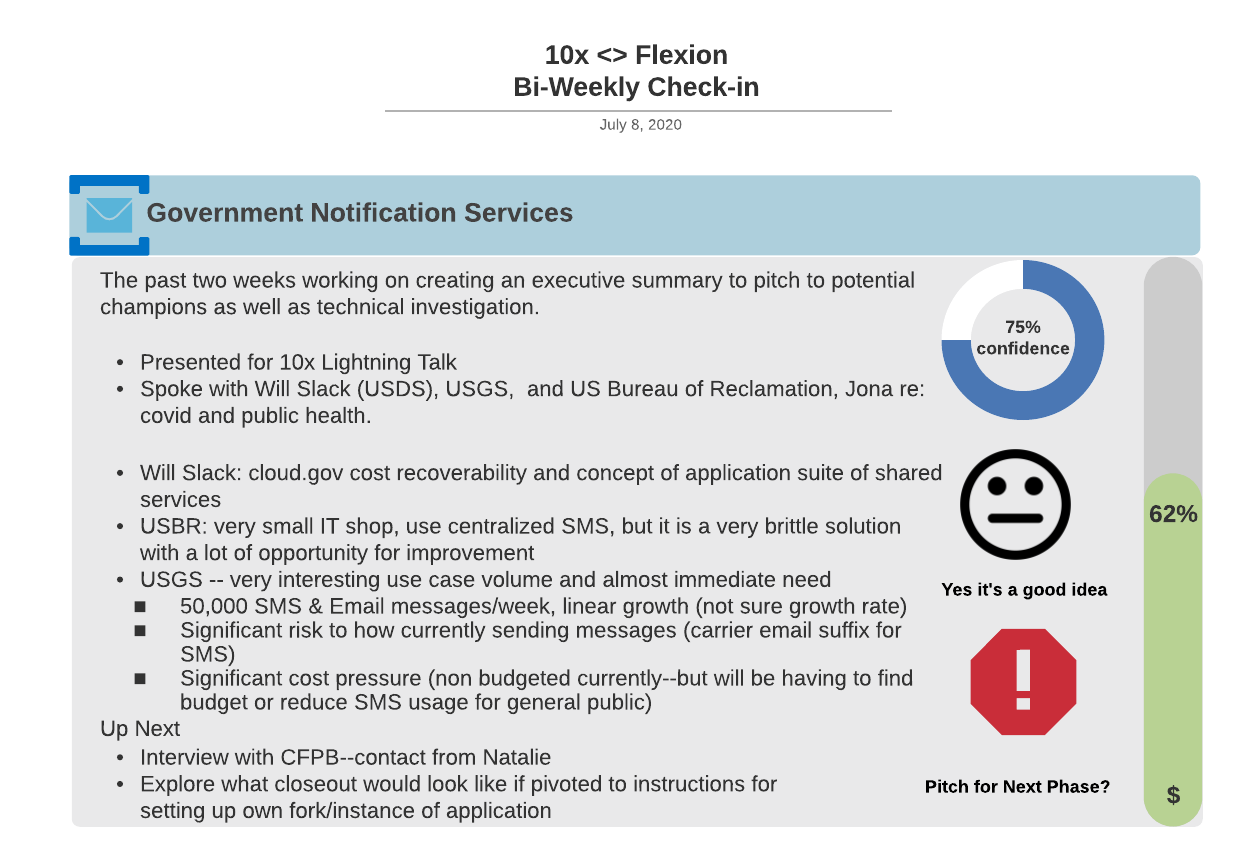 10x <> Flexion
Bi-Weekly Check-in
July 8, 2020
Government Notification Services
The past two weeks working on creating an executive summary to pitch to potential
champions as well as technical investigation.
• Presented for 10x Lightning Talk
• Spoke with Will Slack (USDS), USGS,  and US Bureau of Reclamation, Jona re:
covid and public health.
• Will Slack: cloud.gov cost recoverability and concept of application suite of shared
services
• USBR: very small IT shop, use centralized SMS, but it is a very brittle solution
with a lot of opportunity for improvement
• USGS -- very interesting use case volume and almost immediate need
■ 50,000 SMS & Email messages/week, linear growth (not sure growth rate)
■ Significant risk to how currently sending messages (carrier email suffix for
SMS)
■ Significant cost pressure (non budgeted currently--but will be having to find
budget or reduce SMS usage for general public)
Up Next
• Interview with CFPB--contact from Natalie
• Explore what closeout would look like if pivoted to instructions for
setting up own fork/instance of application
75%
confidence
Yes it's a good idea
!
Pitch for Next Phase?
62%
$